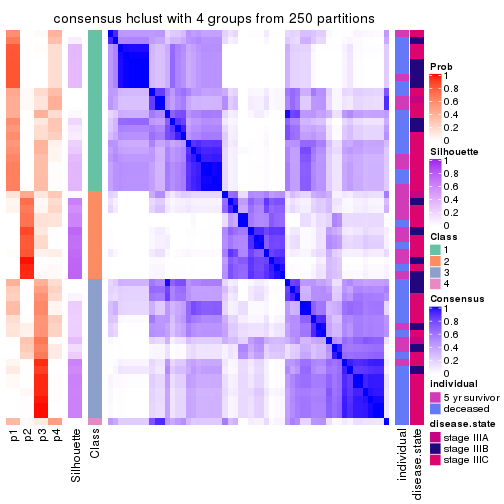 consensus hclust with 4 groups from 250 partitions
Prob
1
0.8
0.6
0.4
0.2
0
Silhouette
1
0.8
0.6
0.4
0.2
0
Class
1
2
3
4
Consensus
1
0.8
0.6
0.4
0.2
0
individual
5 yr survivor
deceased
disease.state
stage IIIA
stage IIIB
stage IIIC
p1
p2
p3
p4
Silhouette
Class
individual
disease.state